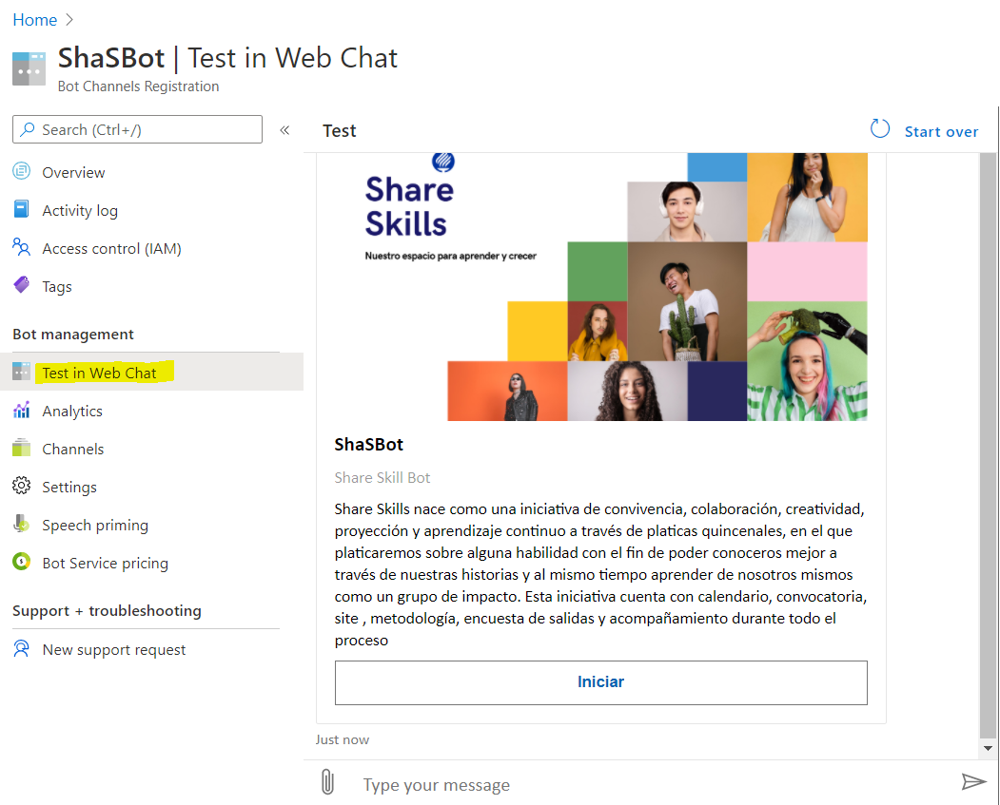 Home
ShaSBot | Test in Web Chat
Bot Channels Registration
Search (Ctrl+/)
«
Overview
Activity log
Access control (IAM)
Tags
Bot management
Test in Web Chat
Analytics
Channels
Settings
Speech priming
Bot Service pricing
Support + troubleshooting
New support request
Test
Start over
Share
Skills
Nuestro espacio para aprender y crecer
ShaSBot
Share Skill Bot
Share Skills nace como una iniciativa de convivencia, colaboración, creatividad,
proyección y aprendizaje continuo a través de platicas quincenales, en el que
platicaremos sobre alguna habilidad con el fin de poder conoceros mejor a
través de nuestras historias y al mismo tiempo aprender de nosotros mismos
como un grupo de impacto. Esta iniciativa cuenta con calendario, convocatoria,
site , metodología, encuesta de salidas y acompañamiento durante todo el
proceso
Iniciar
Just now
Type your message